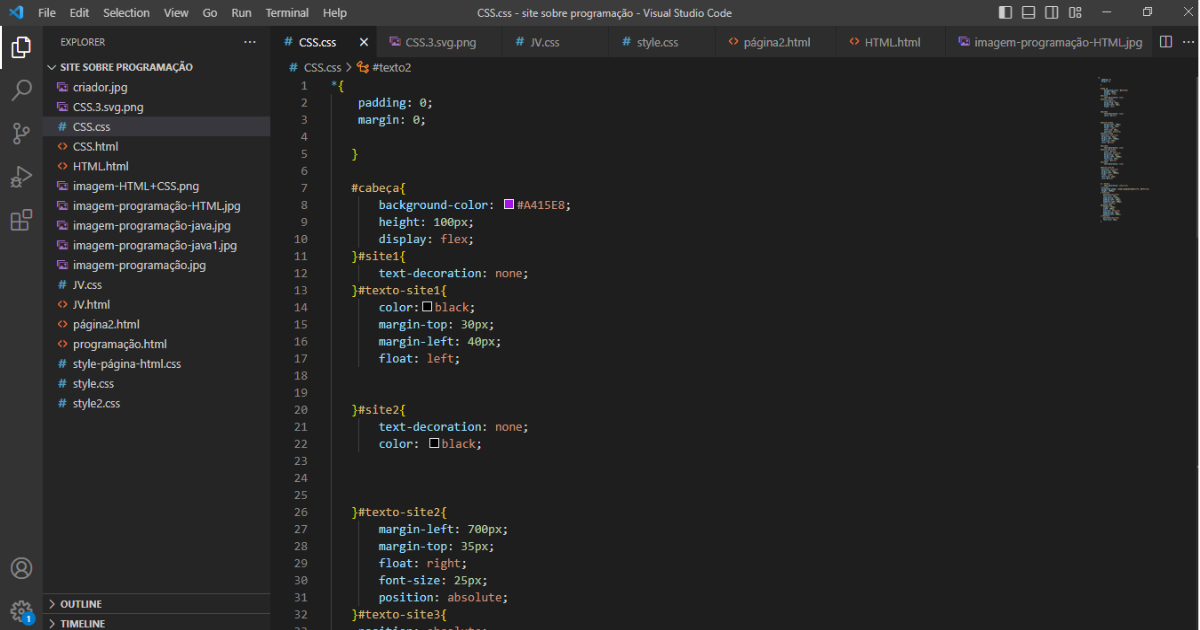 File Edit Selection View Go Run Terminal Help CSS.css - site sobre programação - Visual Studio Code
EXPLORER ···
SITE SOBRE PROGRAMAÇÃO
criador.jpg
CSS.3.svg.png
# CSS.css
<> CSS.html
<> HTML.html
imagem-HTML+CSS.png
imagem-programação-HTML.jpg
imagem-programação-java.jpg
imagem-programação-java1.jpg
imagem-programação.jpg
# JV.css
<> JV.html
<> página2.html
<> programação.html
# style-página-html.css
# style.css
# style2.css
OUTLINE
TIMELINE
1
# CSS.css × CSS.3.svg.png # JV.css # style.css <> página2.html <> HTML.html imagem-programação-HTML.jpg ···
# CSS.css > #texto2
1 *{
2 padding: 0;
3 margin: 0;
4
5 }
6
7 #cabeça{
8 background-color: #A415E8;
9 height: 100px;
10 display: flex;
11 }#site1{
12 text-decoration: none;
13 }#texto-site1{
14 color: black;
15 margin-top: 30px;
16 margin-left: 40px;
17 float: left;
18
19
20 }#site2{
21 text-decoration: none;
22 color: black;
23
24
25
26 }#texto-site2{
27 margin-left: 700px;
28 margin-top: 35px;
29 float: right;
30 font-size: 25px;
31 position: absolute;
32 }#texto-site3{
33 position: absolute;